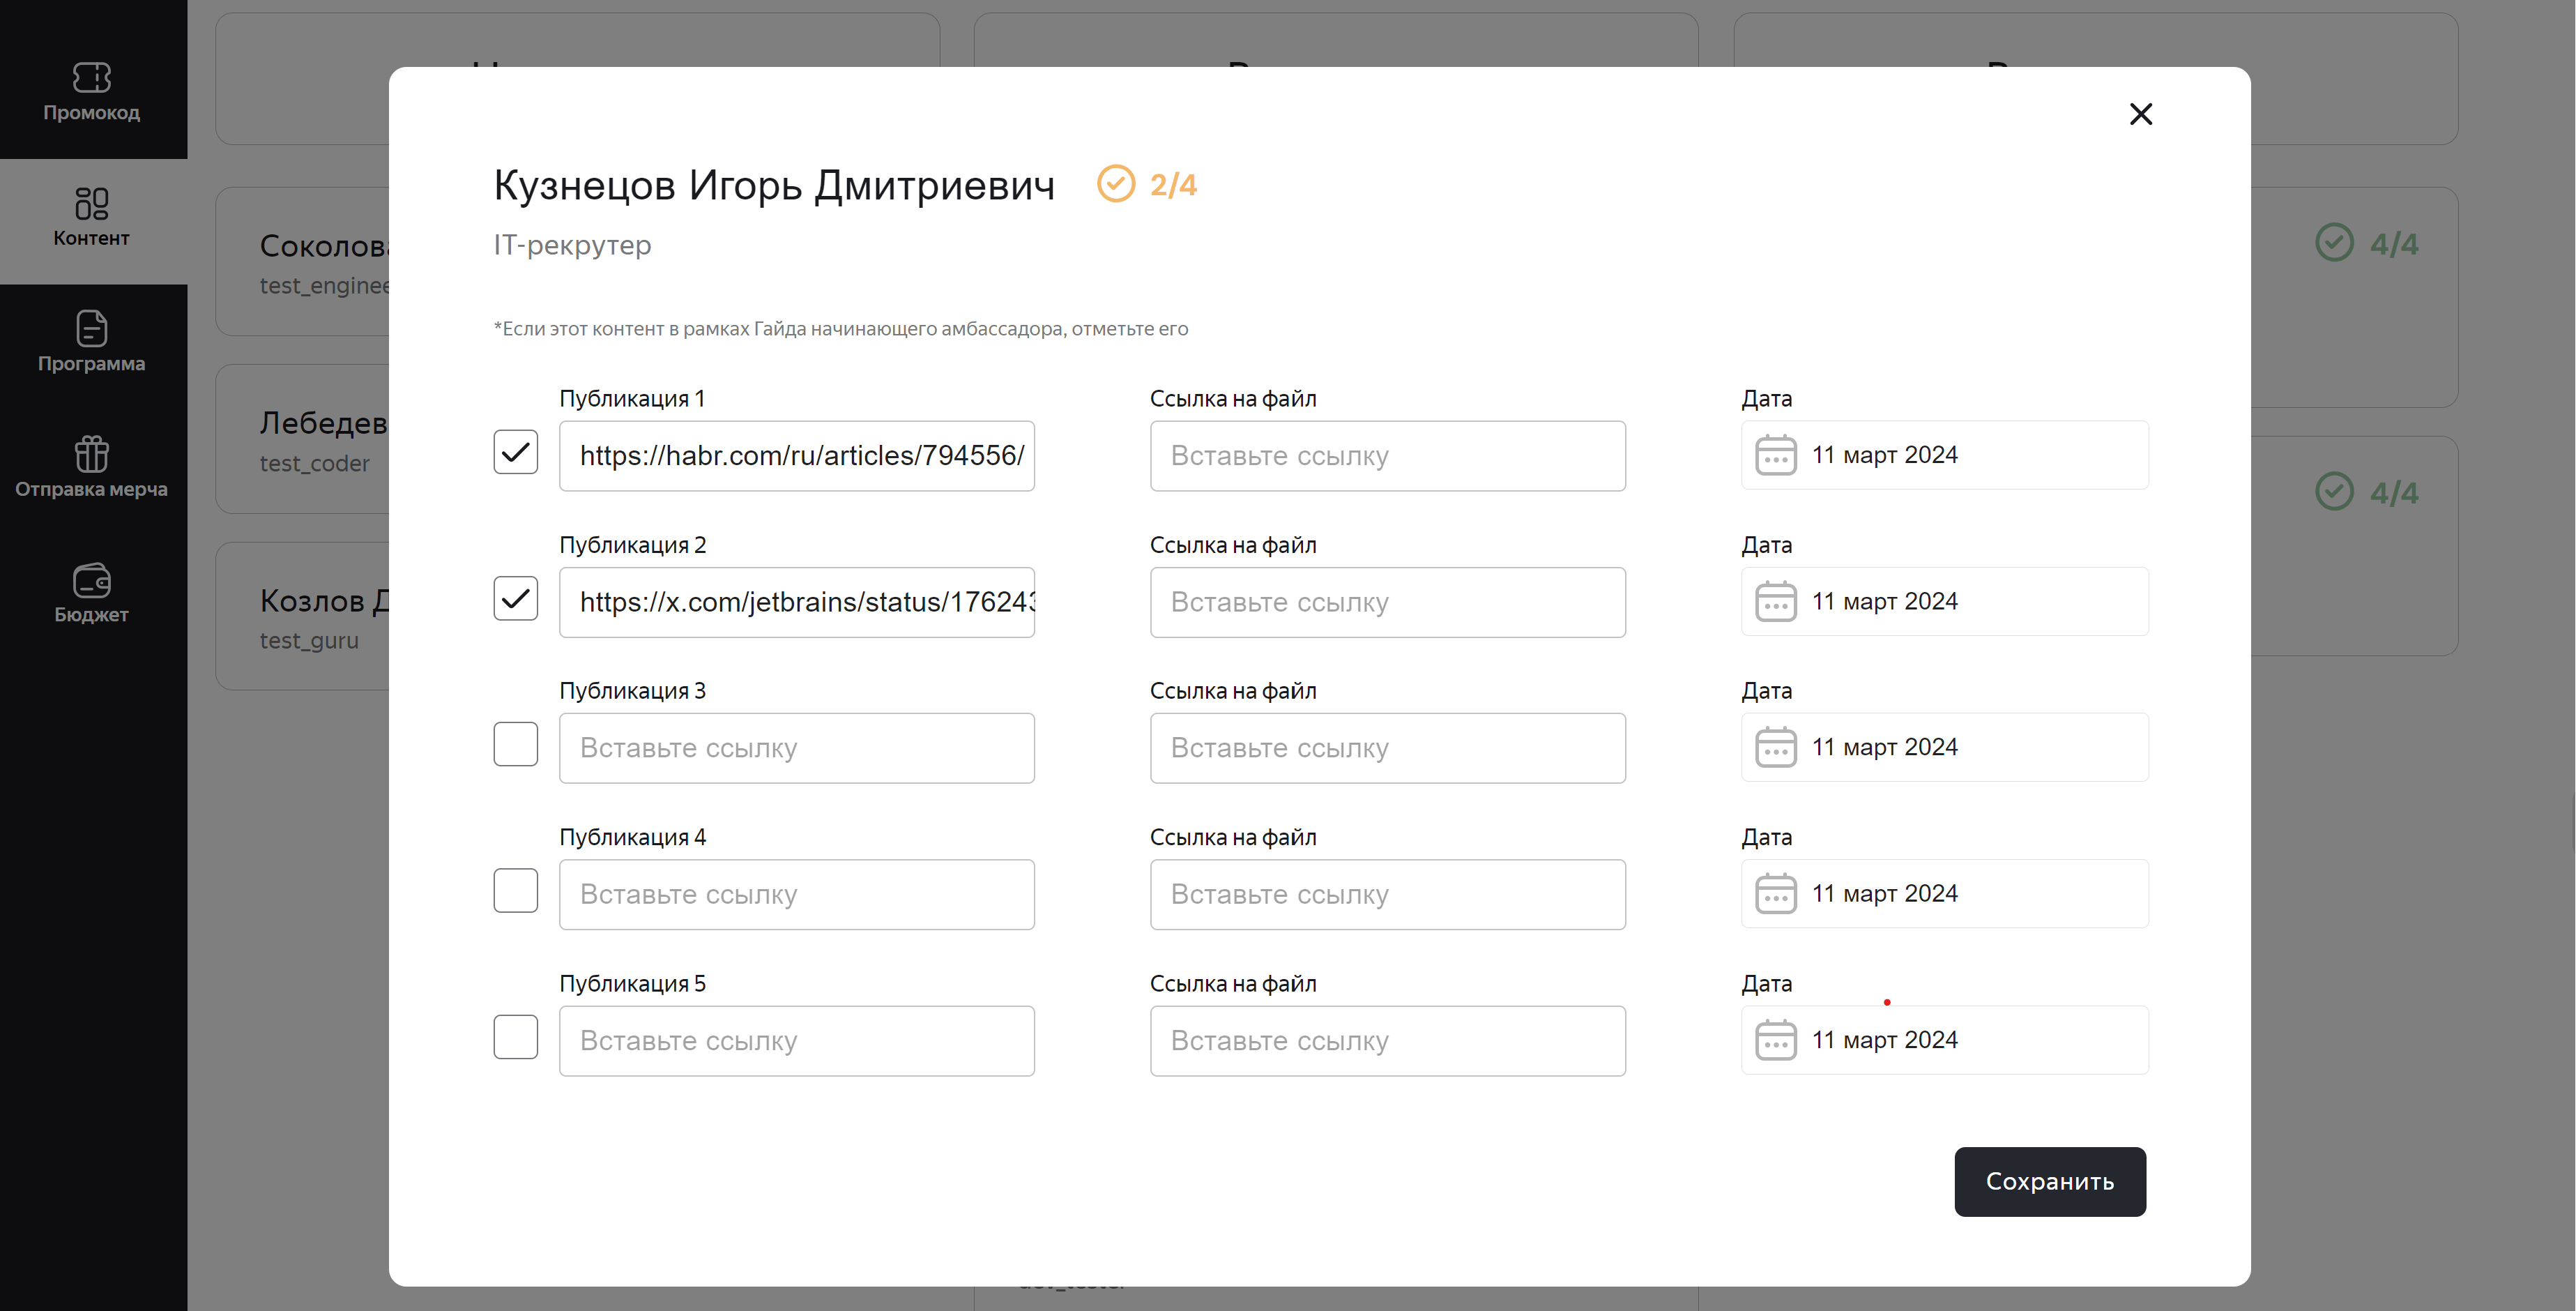 Промокод
Контент
Программа
Отправка мерча
Бюджет
test_coder
test_guru
4/4
4/4
Кузнецов Игорь Дмитриевич 2/4
IT-рекрутер
*Если этот контент в рамках Гайда начинающего амбассадора, отметьте его
Публикация 1 Ссылка на файл Дата
https://habr.com/ru/articles/794556/ Вставьте ссылку 11 март 2024
Публикация 2 Ссылка на файл Дата
https://x.com/jetbrains/status/176243 Вставьте ссылку 11 март 2024
Публикация 3 Ссылка на файл Дата
Вставьте ссылку Вставьте ссылку 11 март 2024
Публикация 4 Ссылка на файл Дата
Вставьте ссылку Вставьте ссылку 11 март 2024
Публикация 5 Ссылка на файл Дата
Вставьте ссылку Вставьте ссылку 11 март 2024
Сохранить